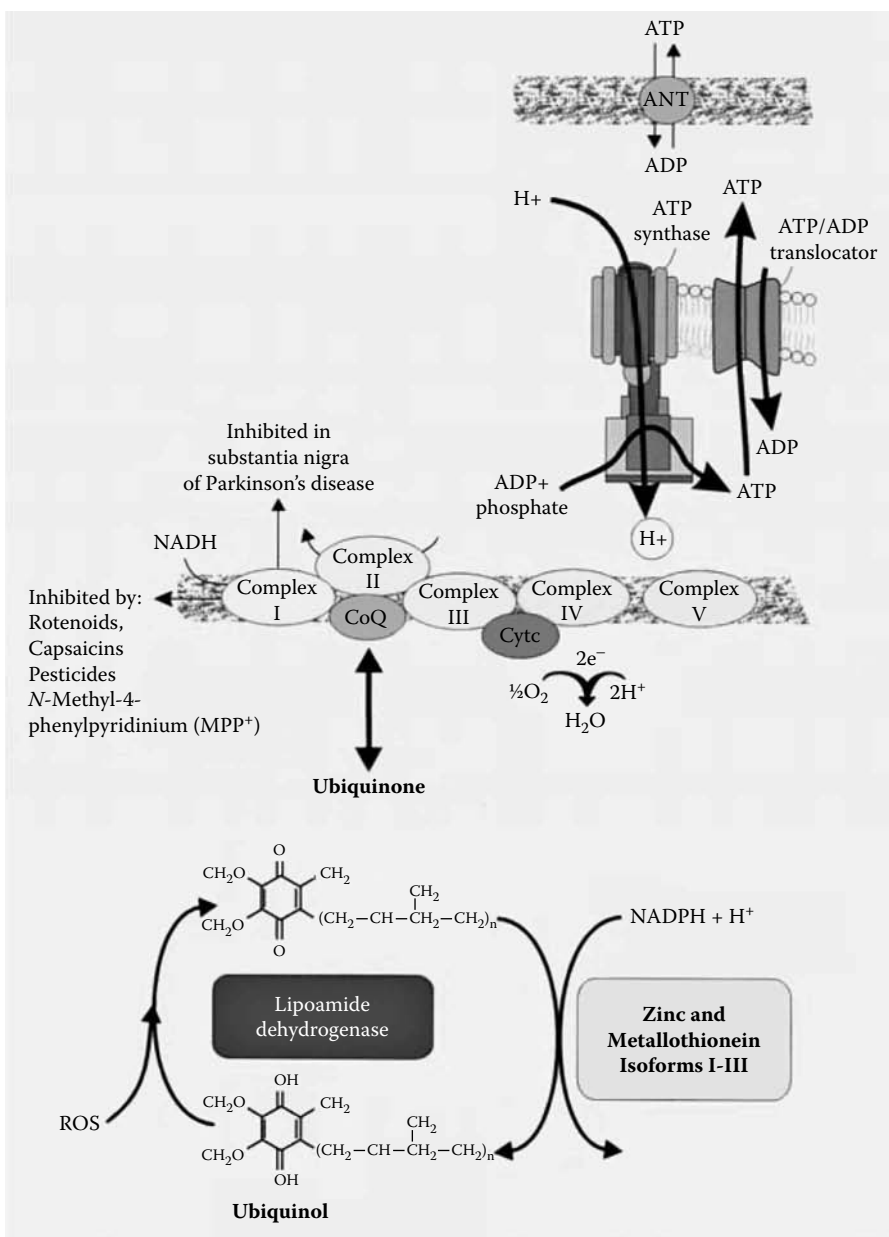 ATP
ANT
ADP
H+
ATP
synthase
ATP
ATP/ADP
translocator
ADP
ADP+
phosphate
ATP
H+
Inhibited in
substantia nigra
of Parkinson's disease
NADH
Complex
I
Complex
II
CoQ
Complex
III
Cytc
Complex
IV
Complex
V
Inhibited by:
Rotenoids,
Capsaicins
Pesticides
N-Methyl-4-
phenylpyridinium (MPP⁺)
2e⁻
½O₂
2H⁺
H₂O
Ubiquinone
O
CH₂O
CH₂
CH₂
CH₂O
(CH₂—CH—CH₂—CH₂)ₙ
O
NADPH + H⁺
Lipoamide
dehydrogenase
Zinc and
Metallothionein
Isoforms I-III
ROS
OH
CH₂O
CH₂
CH₂
CH₂O
(CH₂—CH—CH₂—CH₂)ₙ
OH
Ubiquinol